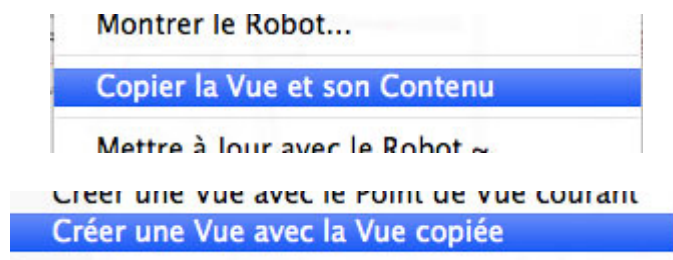 Montrer le Robot...
Copier la Vue et son Contenu
Mettre à Jour avec le Robot ~
Créer une Vue avec le Point de Vue courant
Créer une Vue avec la Vue copiée